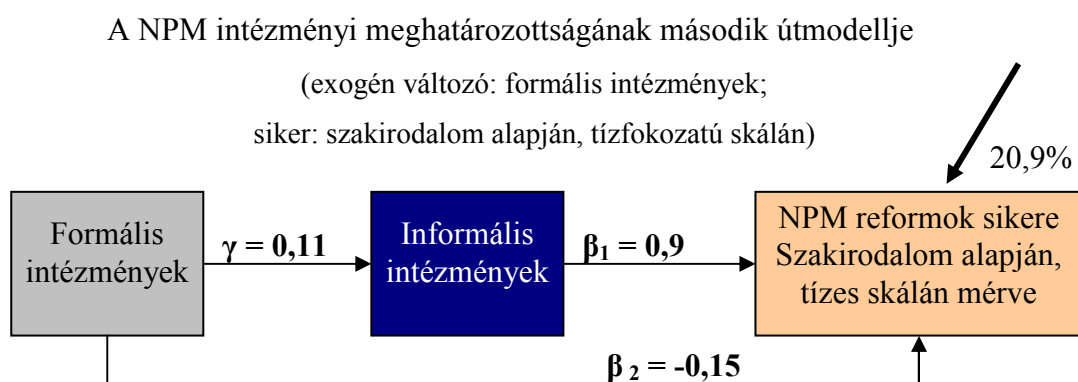 A NPM intézményi meghatározottságának második útmodellje
(exogén változó: formális intézmények;
siker: szakirodalom alapján, tízfokozatú skálán)
20,9%
Formális
intézmények
γ = 0,11
Informális
intézmények
β1 = 0,9
NPM reformok sikere
Szakirodalom alapján,
tízes skálán mérve
β 2 = -0,15